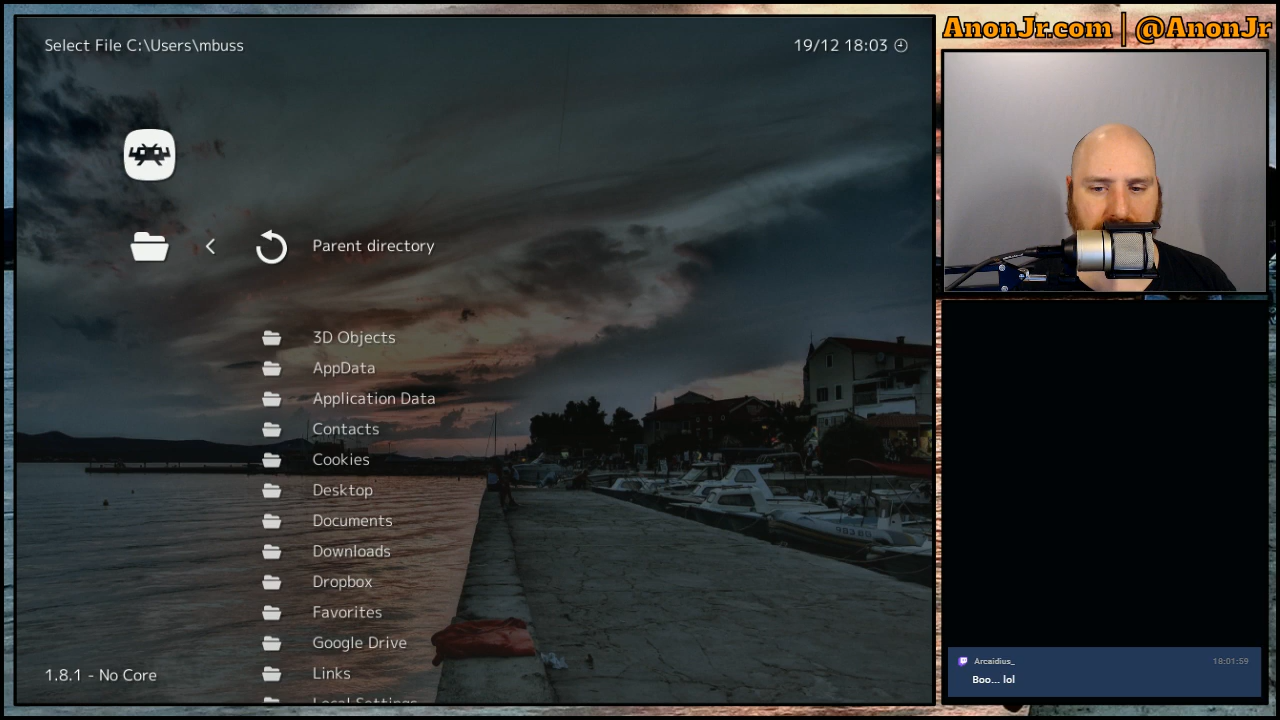 Select File C:\Users\mbuss
19/12 18:03
Parent directory
3D Objects
AppData
Application Data
Contacts
Cookies
Desktop
Documents
Downloads
Dropbox
Favorites
Google Drive
Links
Local Settings
1.8.1 - No Core
AnonJr.com | @AnonJr
Arcaidius_ 18:01:59
Boo... lol